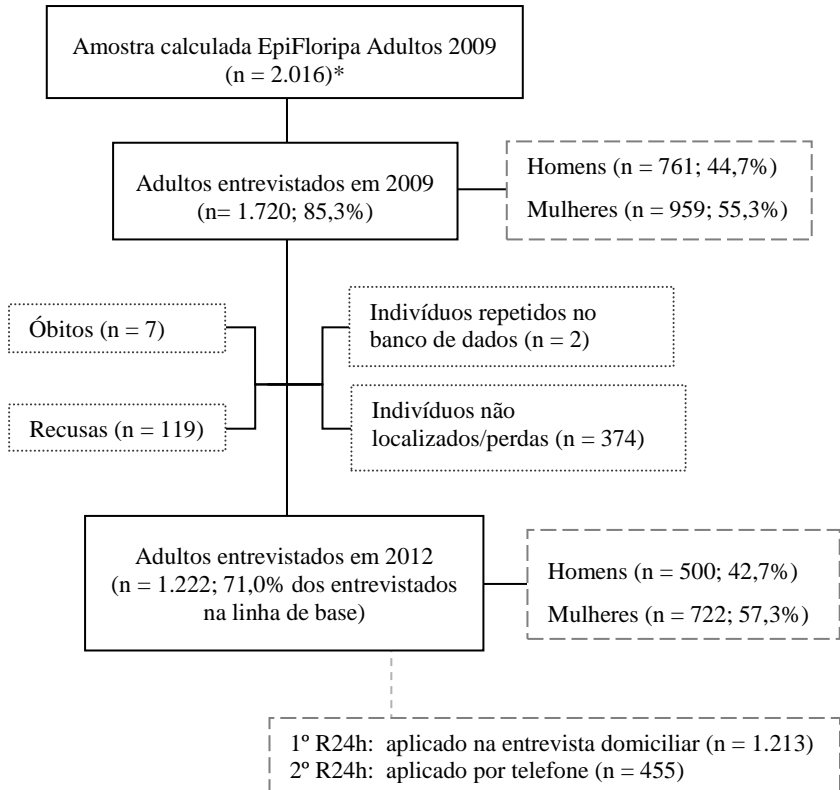 Amostra calculada EpiFloripa Adultos 2009
(n = 2.016)*
Adultos entrevistados em 2009
(n= 1.720; 85,3%)
Homens (n = 761; 44,7%)
Mulheres (n = 959; 55,3%)
Óbitos (n = 7)
Indivíduos repetidos no
banco de dados (n = 2)
Recusas (n = 119)
Indivíduos não
localizados/perdas (n = 374)
Adultos entrevistados em 2012
(n = 1.222; 71,0% dos entrevistados
na linha de base)
Homens (n = 500; 42,7%)
Mulheres (n = 722; 57,3%)
1º R24h: aplicado na entrevista domiciliar (n = 1.213)
2º R24h: aplicado por telefone (n = 455)